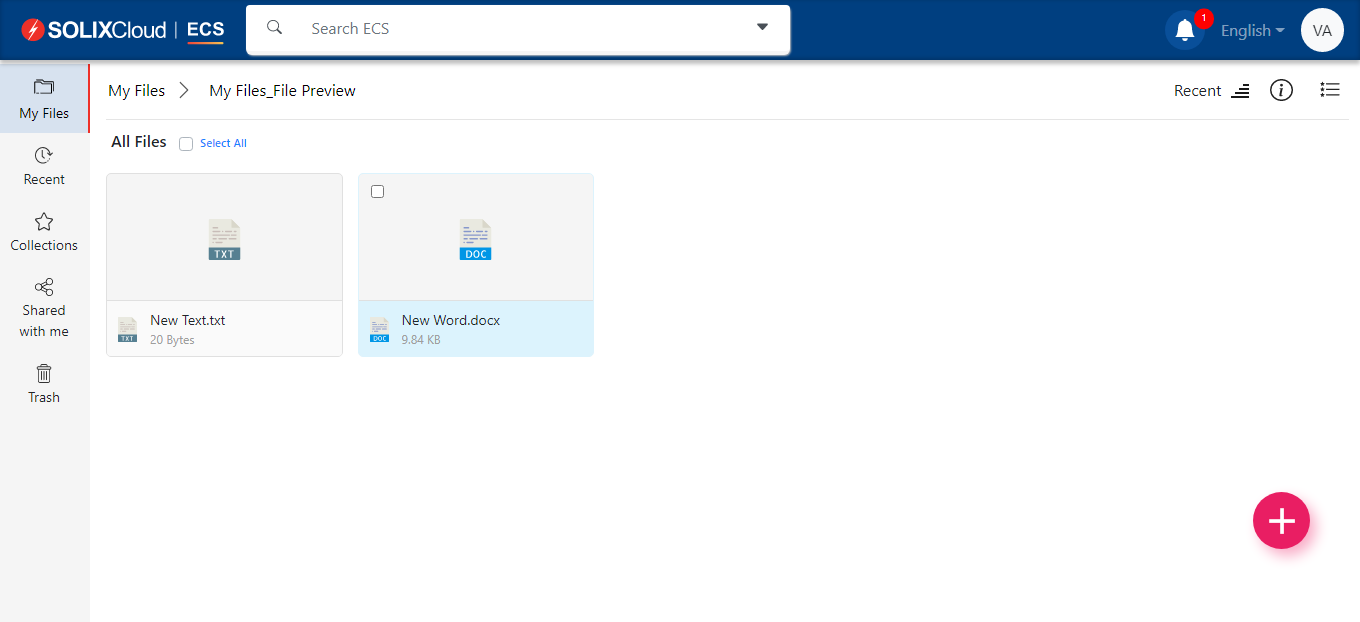 SOLIXCloud | ECS
Search ECS
1
English
VA
My Files
My Files_File Preview
Recent
All Files
Select All
My Files
Recent
Collections
Shared
with me
Trash
TXT
TXT
New Text.txt
20 Bytes
DOC
DOC
New Word.docx
9.84 KB